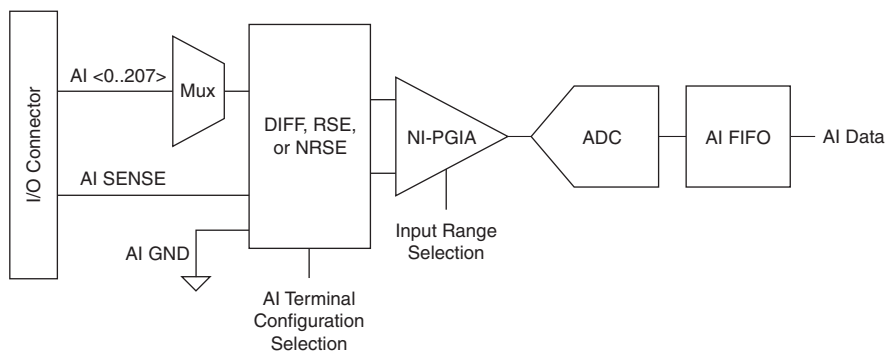 I/O Connector
AI <0..207>
Mux
AI SENSE
AI GND
DIFF, RSE,
or NRSE
AI Terminal
Configuration
Selection
NI-PGIA
Input Range
Selection
ADC
AI FIFO
AI Data